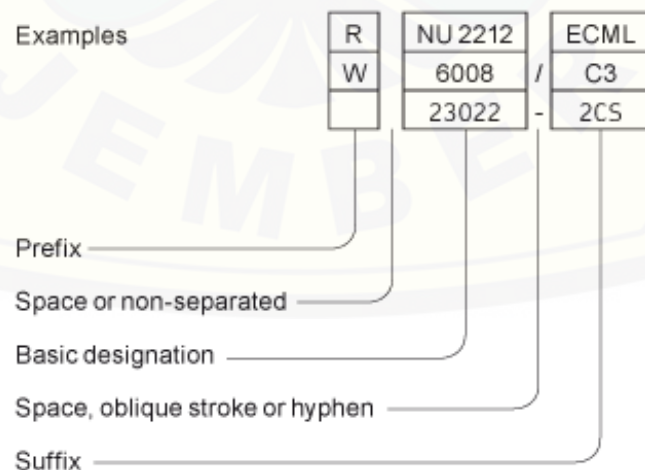 Examples R NU 2212 ECML
W 6008 / C3
23022 - 2CS
Prefix
Space or non-separated
Basic designation
Space, oblique stroke or hyphen
Suffix
JEMBER